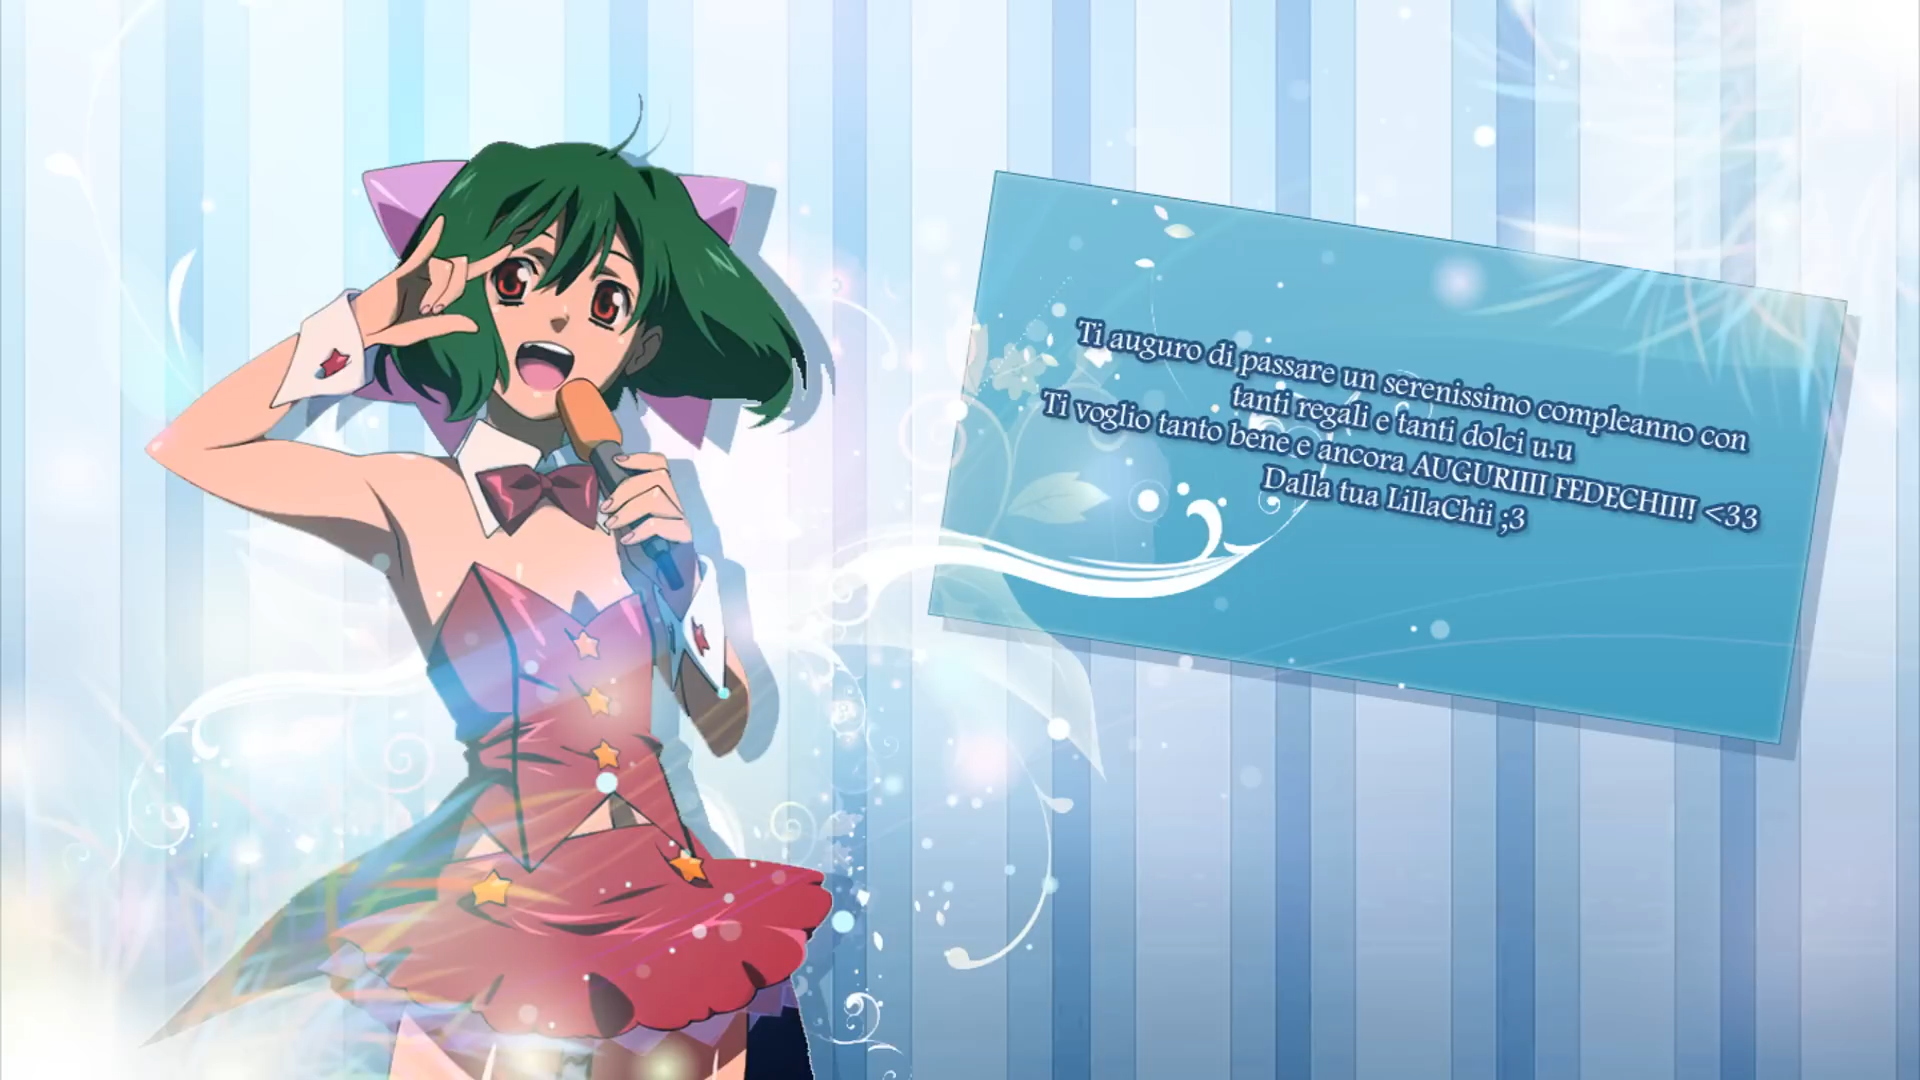 Ti auguro di passare un serenissimo compleanno con
tanti regali e tanti dolci u.u
Ti voglio tanto bene e ancora AUGURIIII FEDECHII!! <33
Dalla tua LillaChii ;3